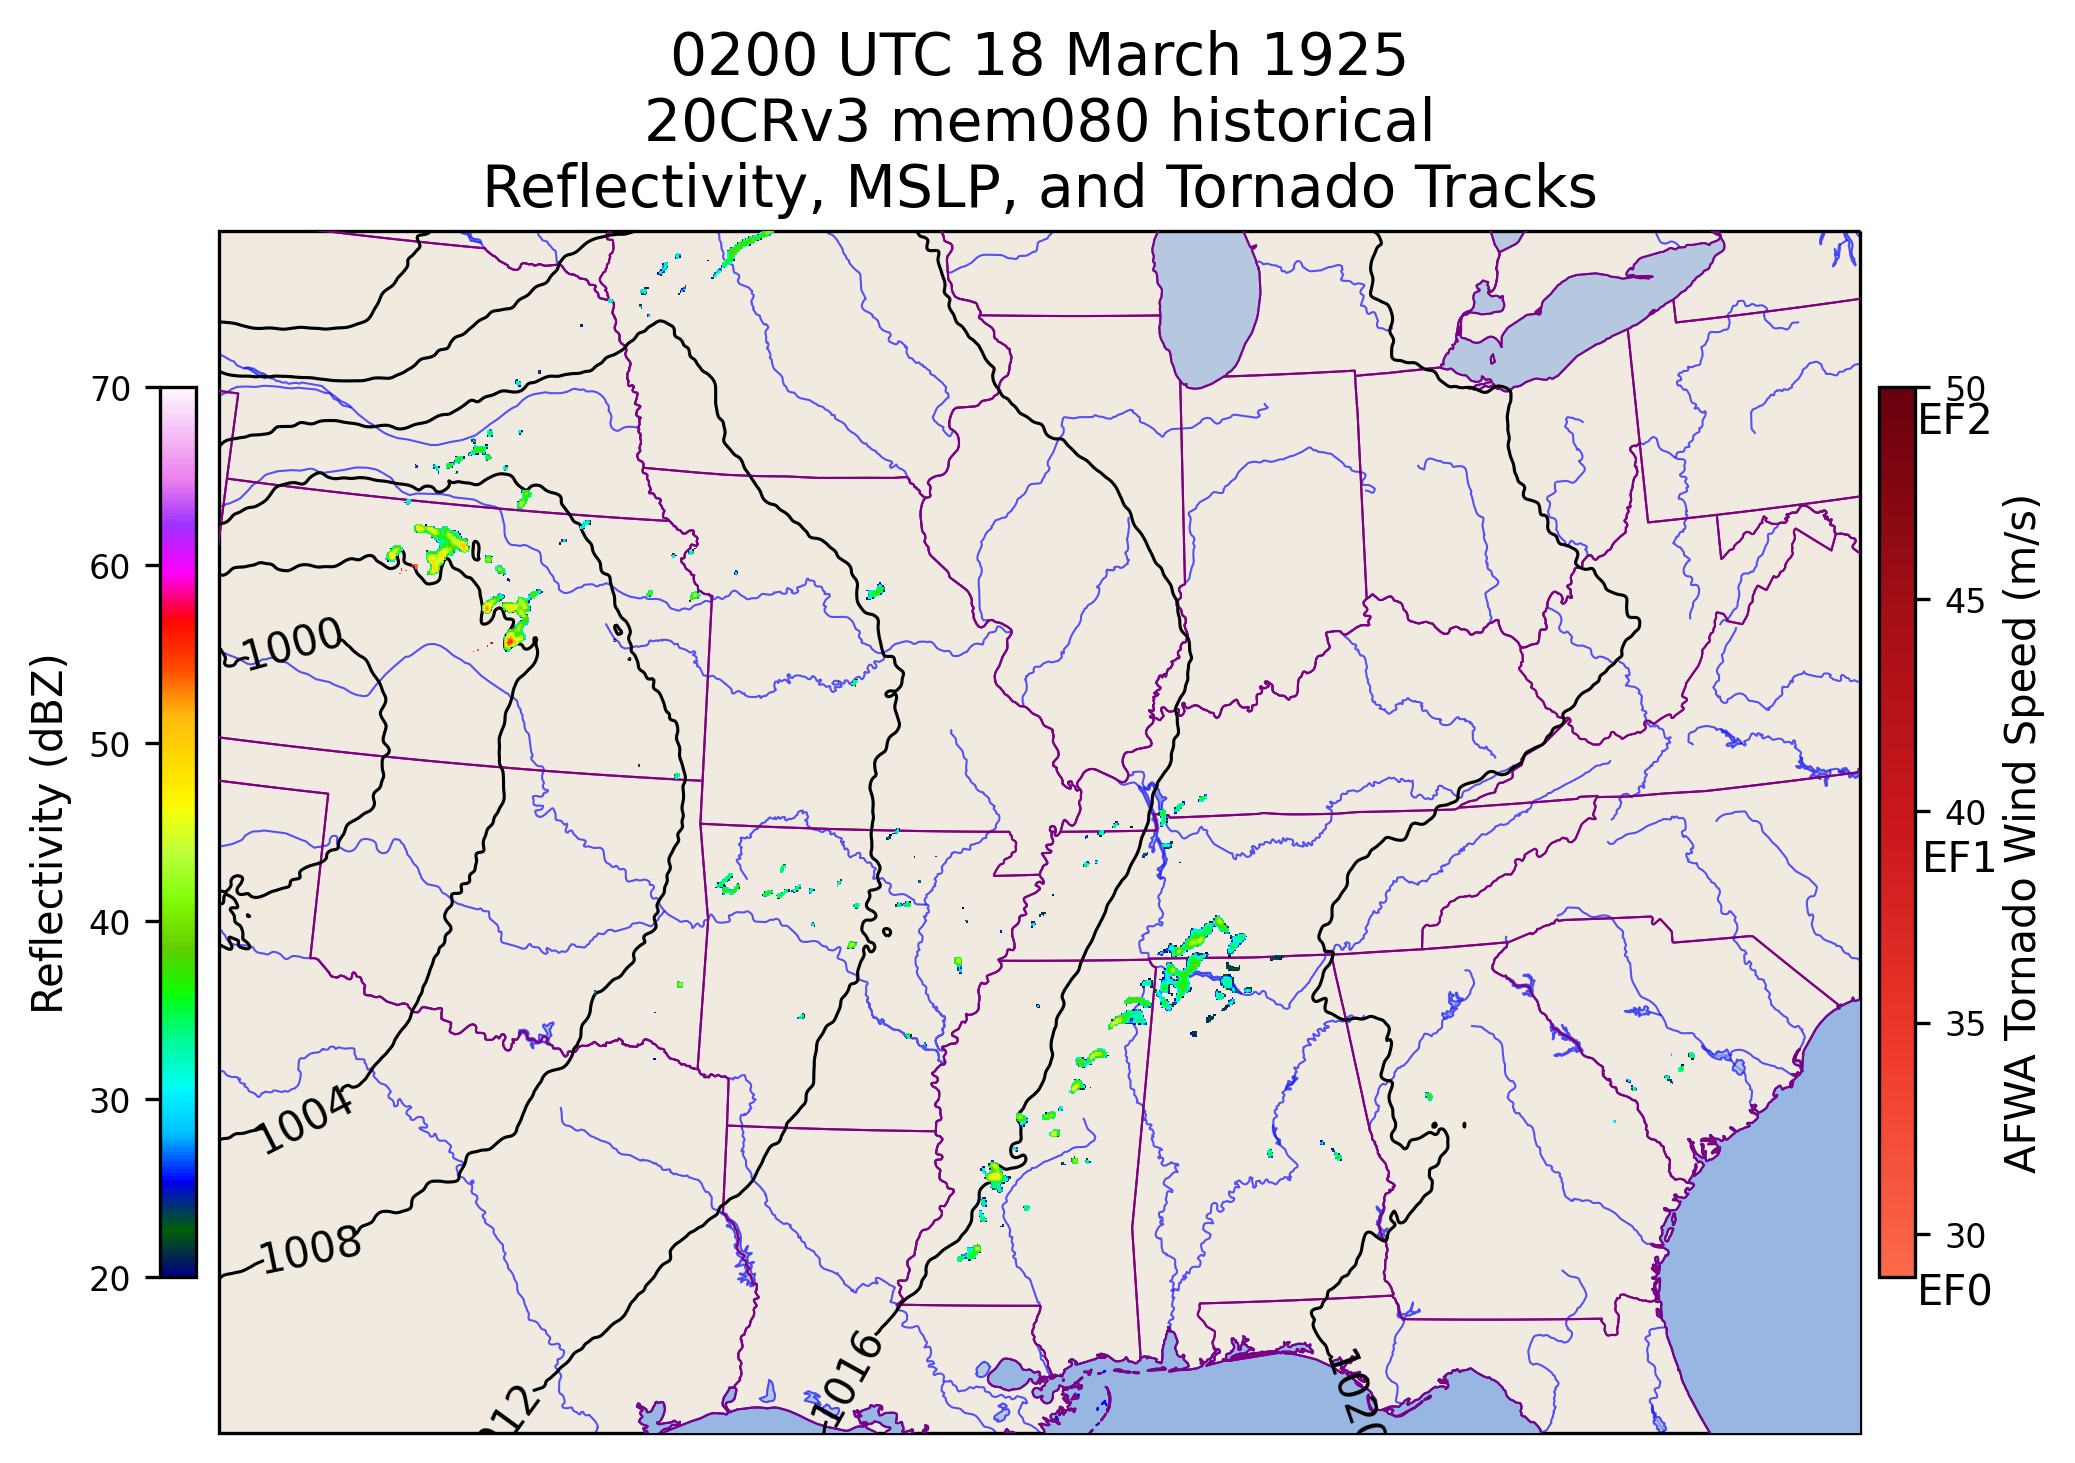 0200 UTC 18 March 1925
20CRv3 mem080 historical
Reflectivity, MSLP, and Tornado Tracks
70
60
50
40
30
20
Reflectivity (dBZ)
1000
1004
1008
012
1016
1020
50
EF2
45
40
EF1
35
30
EF0
AFWA Tornado Wind Speed (m/s)